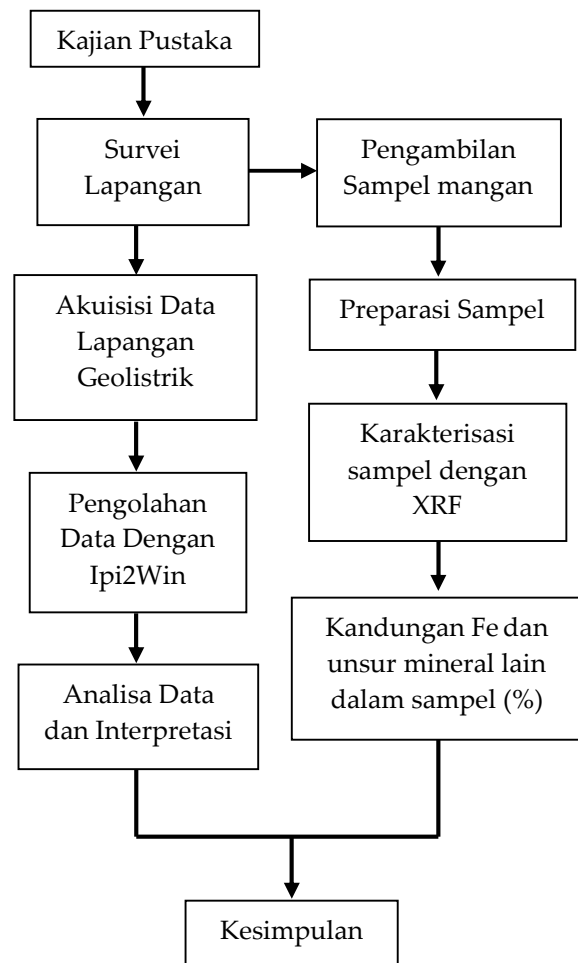 Kajian Pustaka
Survei
Lapangan
Pengambilan
Sampel mangan
Akuisisi Data
Lapangan
Geolistrik
Preparasi Sampel
Karakterisasi
sampel dengan
XRF
Pengolahan
Data Dengan
Ipi2Win
Kandungan Fe dan
unsur mineral lain
dalam sampel (%)
Analisa Data
dan Interpretasi
Kesimpulan